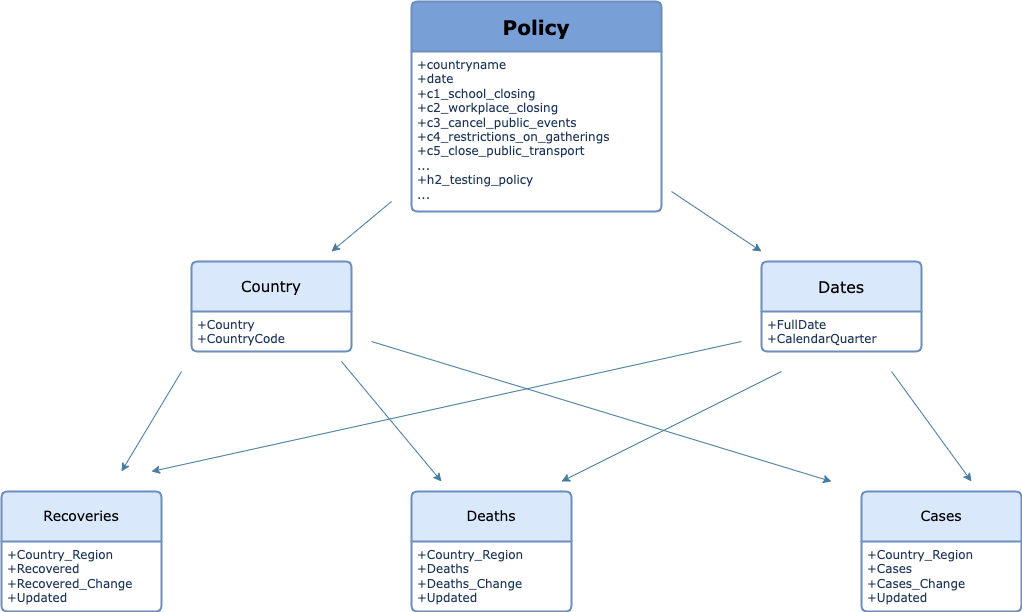 Policy
+countryname
+date
+c1_school_closing
+c2_workplace_closing
+c3_cancel_public_events
+c4_restrictions_on_gatherings
+c5_close_public_transport
...
+h2_testing_policy
...
Country
+Country
+CountryCode
Dates
+FullDate
+CalendarQuarter
Recoveries
+Country_Region
+Recovered
+Recovered_Change
+Updated
Deaths
+Country_Region
+Deaths
+Deaths_Change
+Updated
Cases
+Country_Region
+Cases
+Cases_Change
+Updated